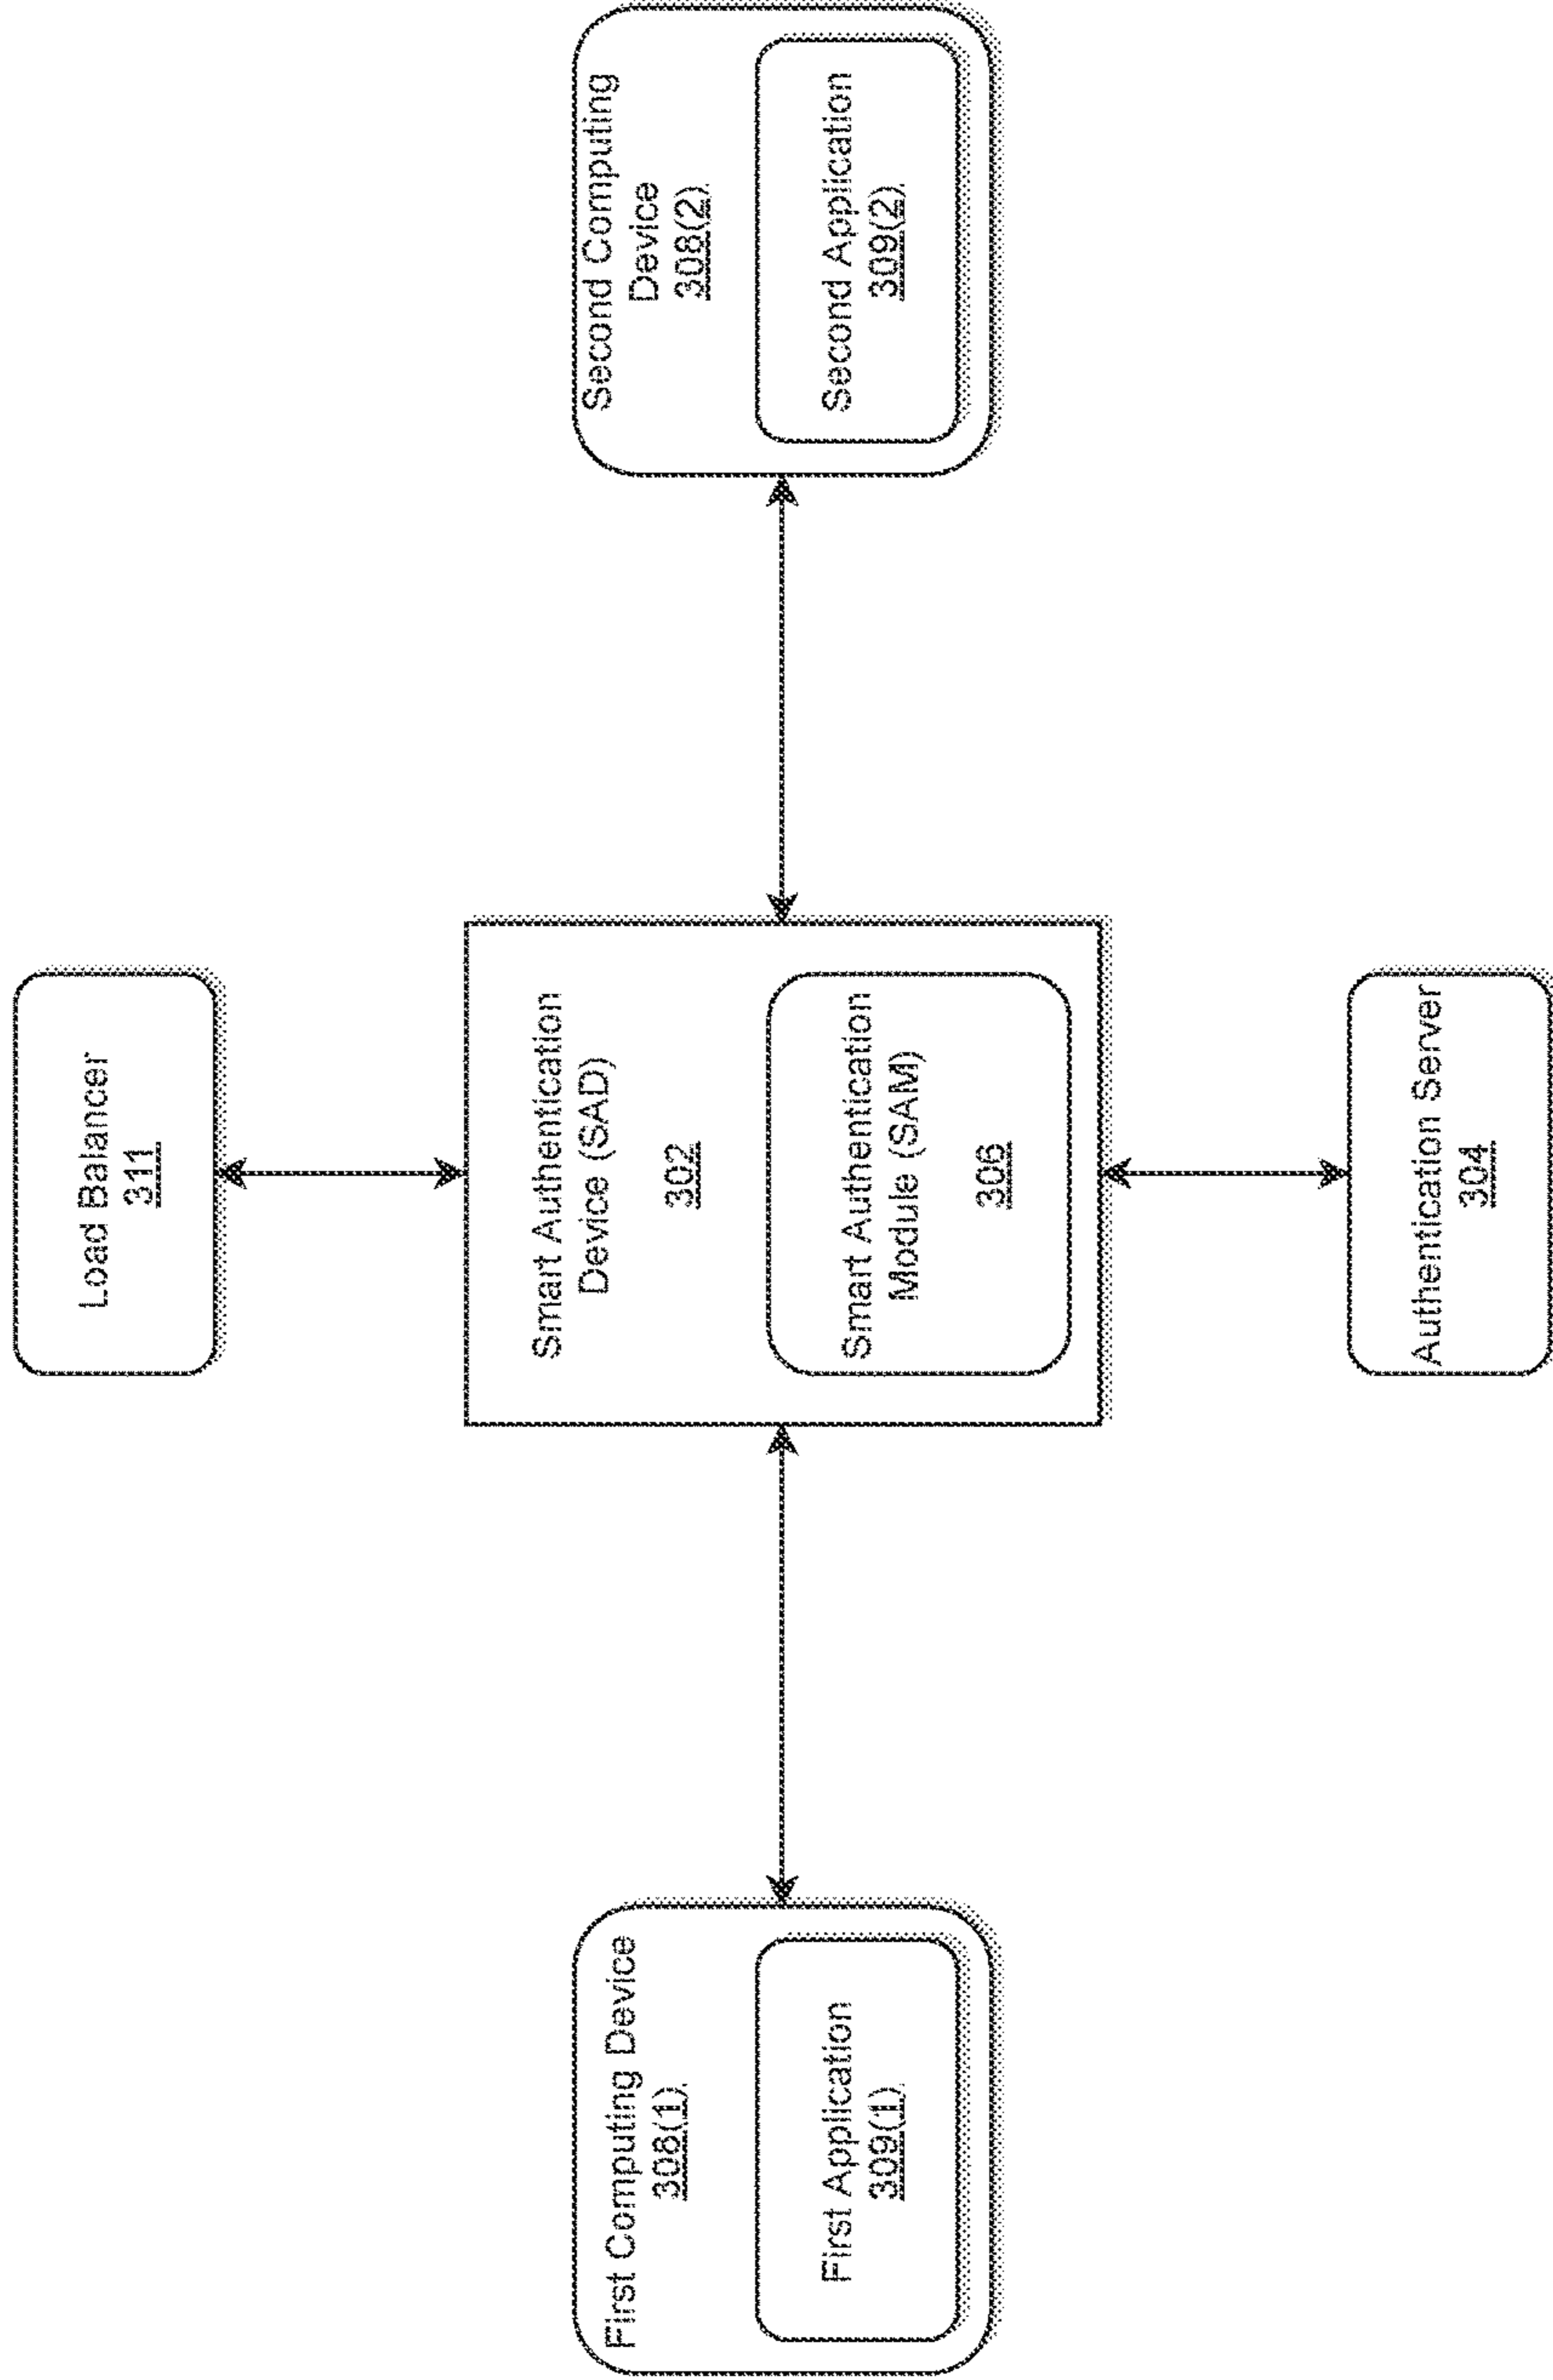 Load Balancer
311
First Computing Device
308(1)
First Application
309(1)
Smart Authentication
Device (SAD)
302
Smart Authentication
Module (SAM)
306
Second Computing
Device
308(2)
Second Application
309(2)
Authentication Server
304